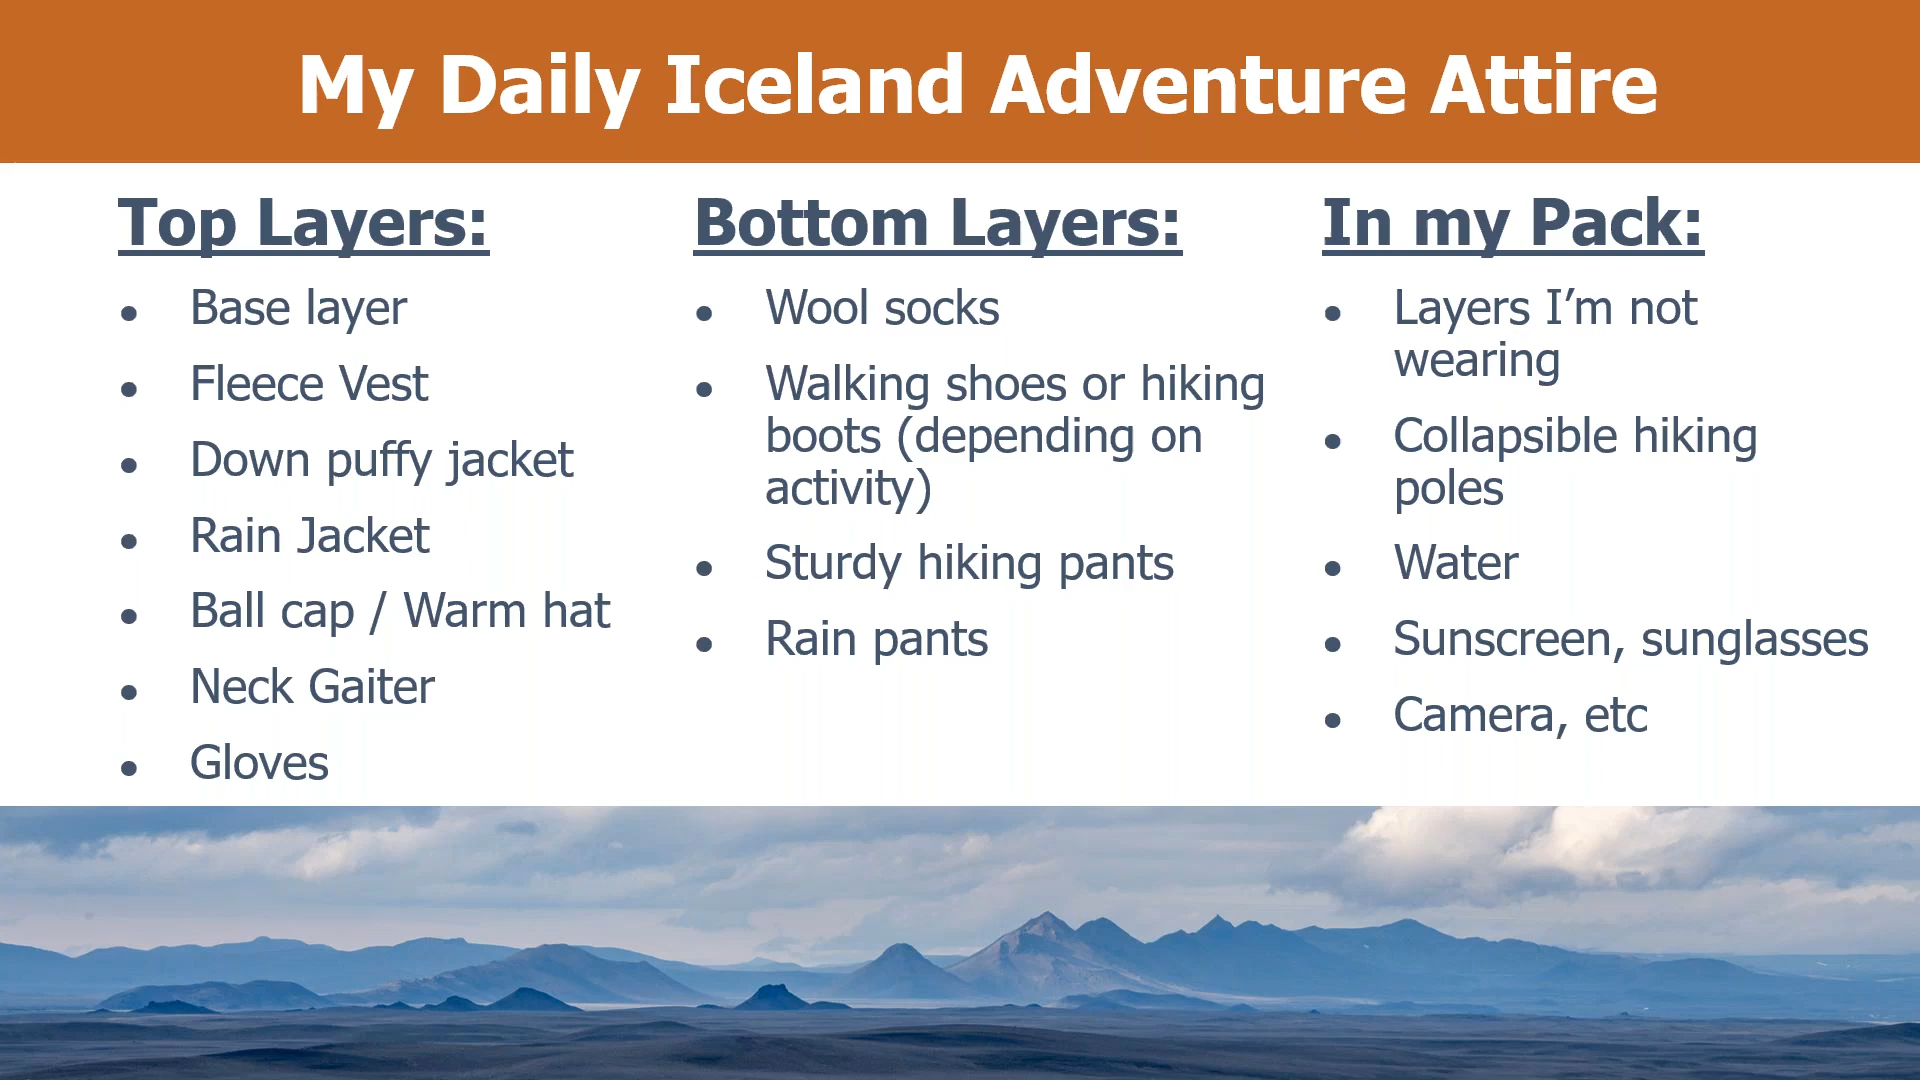 My Daily Iceland Adventure Attire
Top Layers:
Base layer
Fleece Vest
Down puffy jacket
Rain Jacket
Ball cap / Warm hat
Neck Gaiter
Gloves
Bottom Layers:
Wool socks
Walking shoes or hiking
boots (depending on
activity)
Sturdy hiking pants
Rain pants
In my Pack:
Layers I’m not
wearing
Collapsible hiking
poles
Water
Sunscreen, sunglasses
Camera, etc